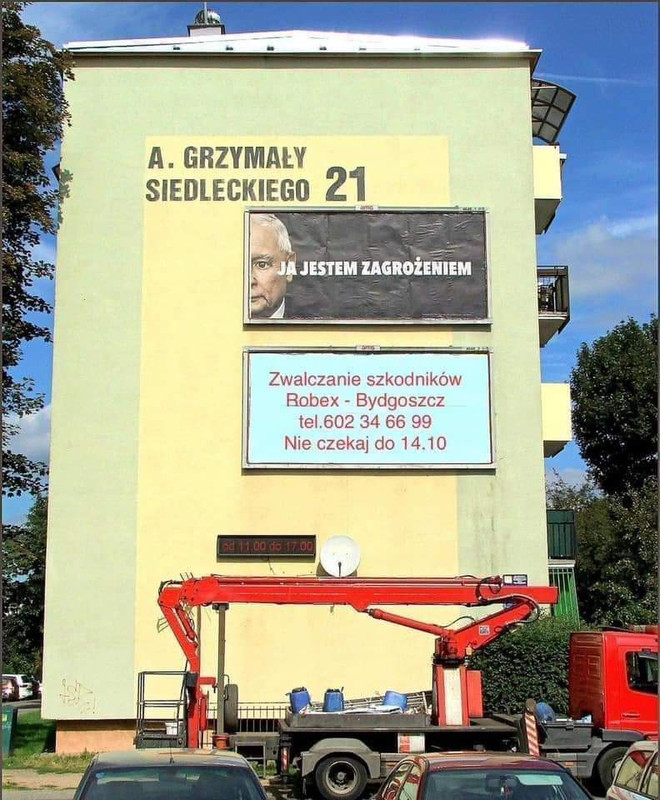 A. GRZYMAŁY
SIEDLECKIEGO 21
JA JESTEM ZAGROŻENIEM
Zwalczanie szkodników
Robex - Bydgoszcz
tel.602 34 66 99
Nie czekaj do 14.10
od 11.00 do 17.00